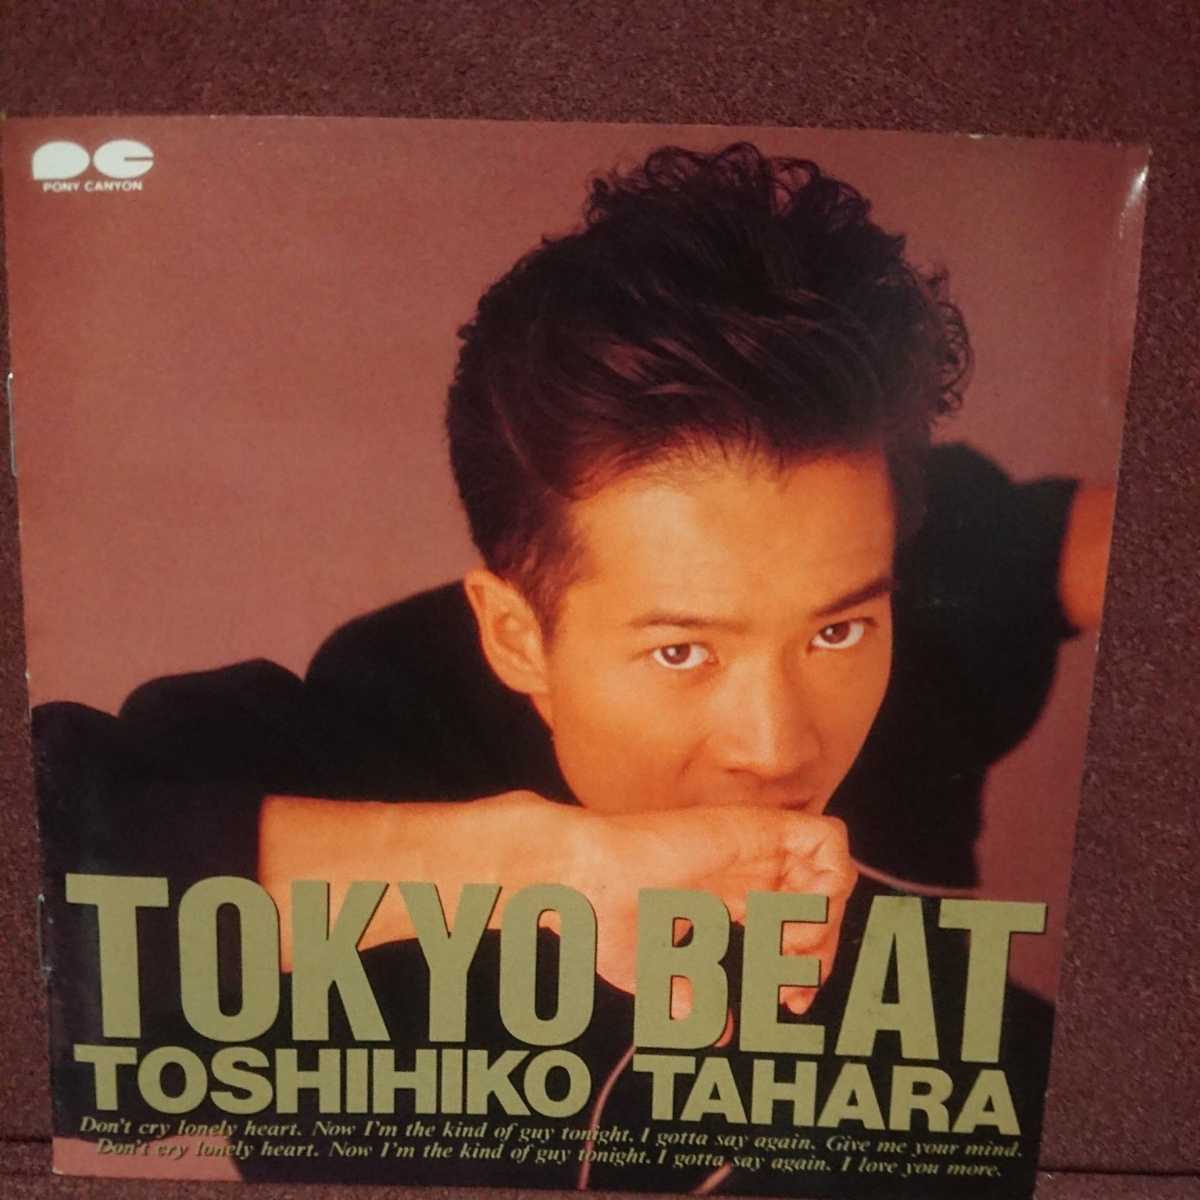 PONY CANYON
TOKYO BEAT
TOSHIHIKO TAHARA
Don't cry lonely heart. Now I'm the kind of guy tonight. I gotta say again. Give me your mind.
Don't cry lonely heart. Now I'm the kind of guy tonight. I gotta say again. I love you more.